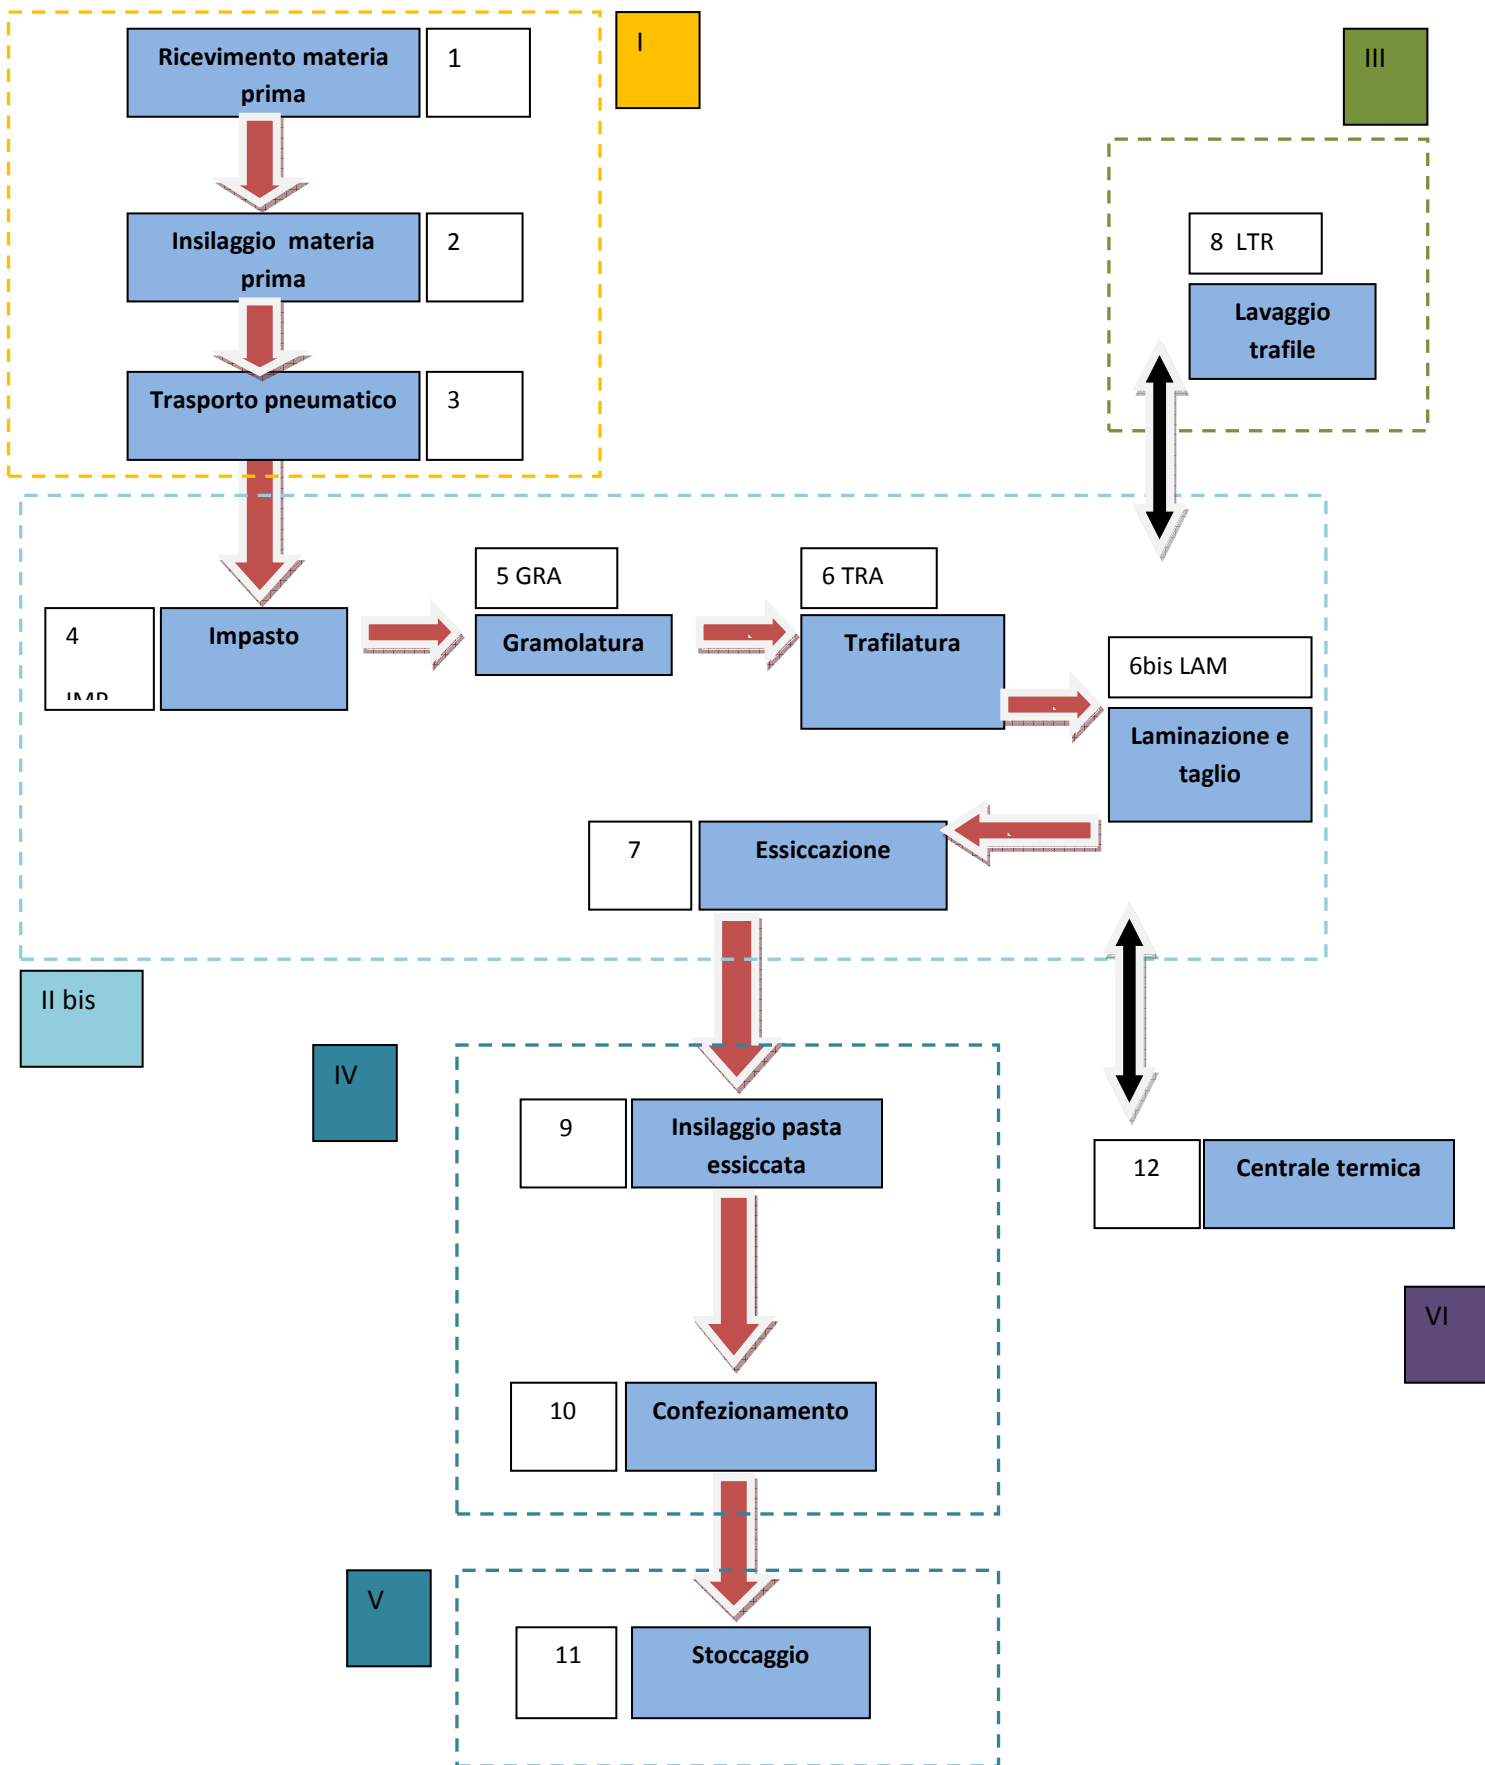 Ricevimento materia
prima
1
I
III
Insilaggio materia
prima
2
8 LTR
Lavaggio
trafile
Trasporto pneumatico
3
4
Impasto
5 GRA
Gramolatura
6 TRA
Trafilatura
6bis LAM
Laminazione e
taglio
7
Essiccazione
II bis
IV
9
Insilaggio pasta
essiccata
12
Centrale termica
VI
10
Confezionamento
V
11
Stoccaggio